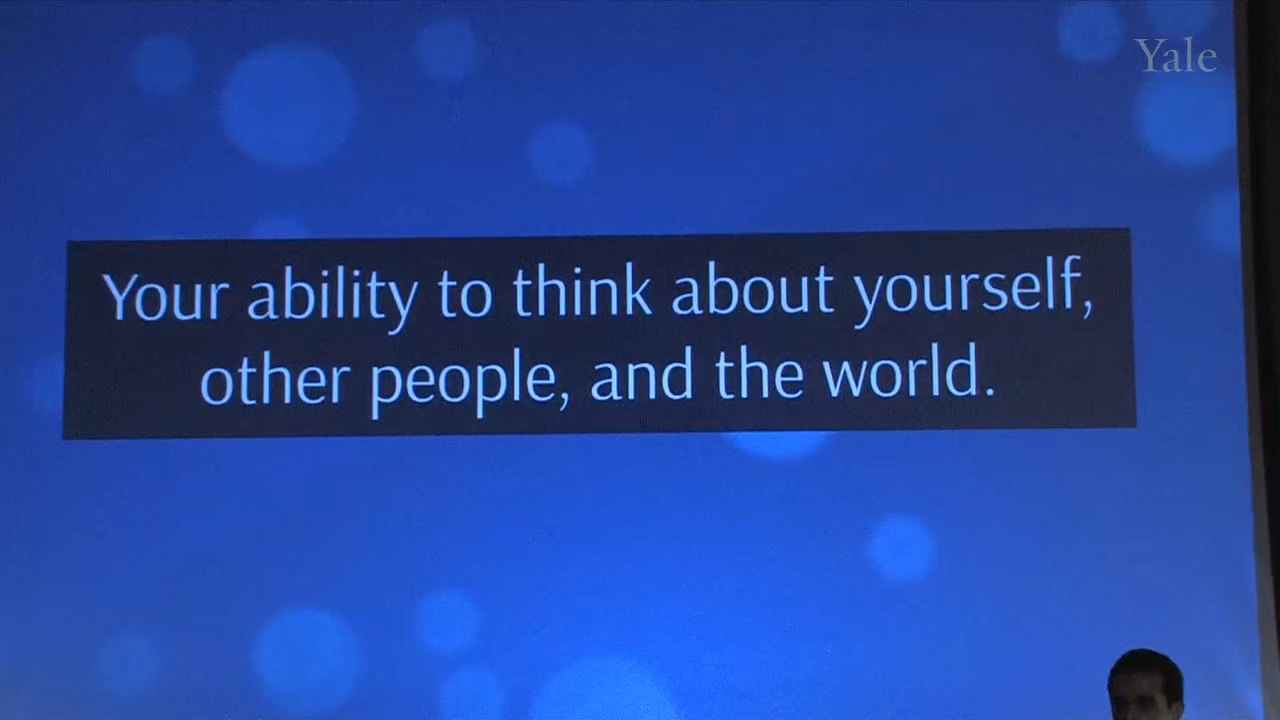 Yale
Your ability to think about yourself,
other people, and the world.